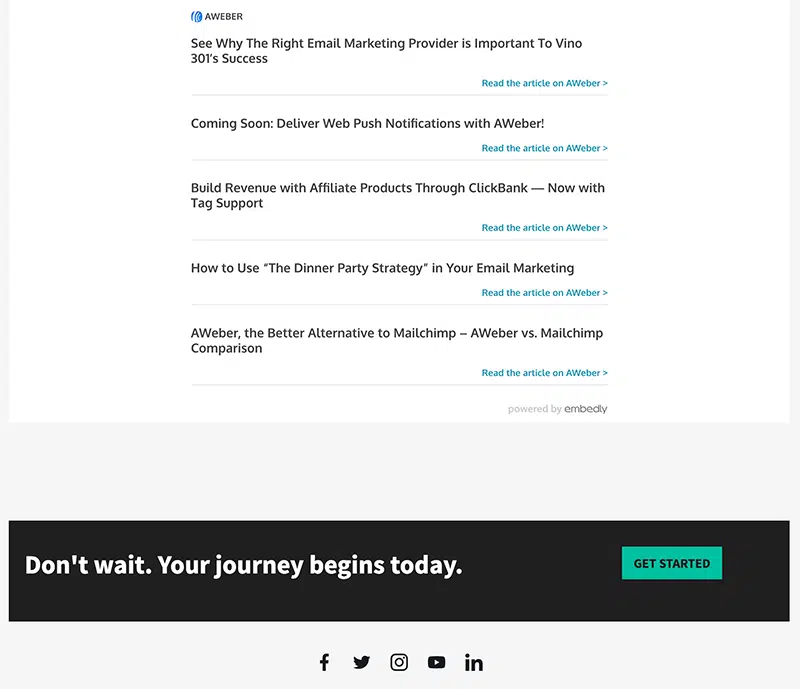 AWEBER
See Why The Right Email Marketing Provider is Important To Vino
301's Success
Read the article on AWeber >
Coming Soon: Deliver Web Push Notifications with AWeber!
Read the article on AWeber >
Build Revenue with Affiliate Products Through ClickBank — Now with
Tag Support
Read the article on AWeber >
How to Use “The Dinner Party Strategy” in Your Email Marketing
Read the article on AWeber >
AWeber, the Better Alternative to Mailchimp – AWeber vs. Mailchimp
Comparison
Read the article on AWeber >
powered by embedly
Don't wait. Your journey begins today.
GET STARTED